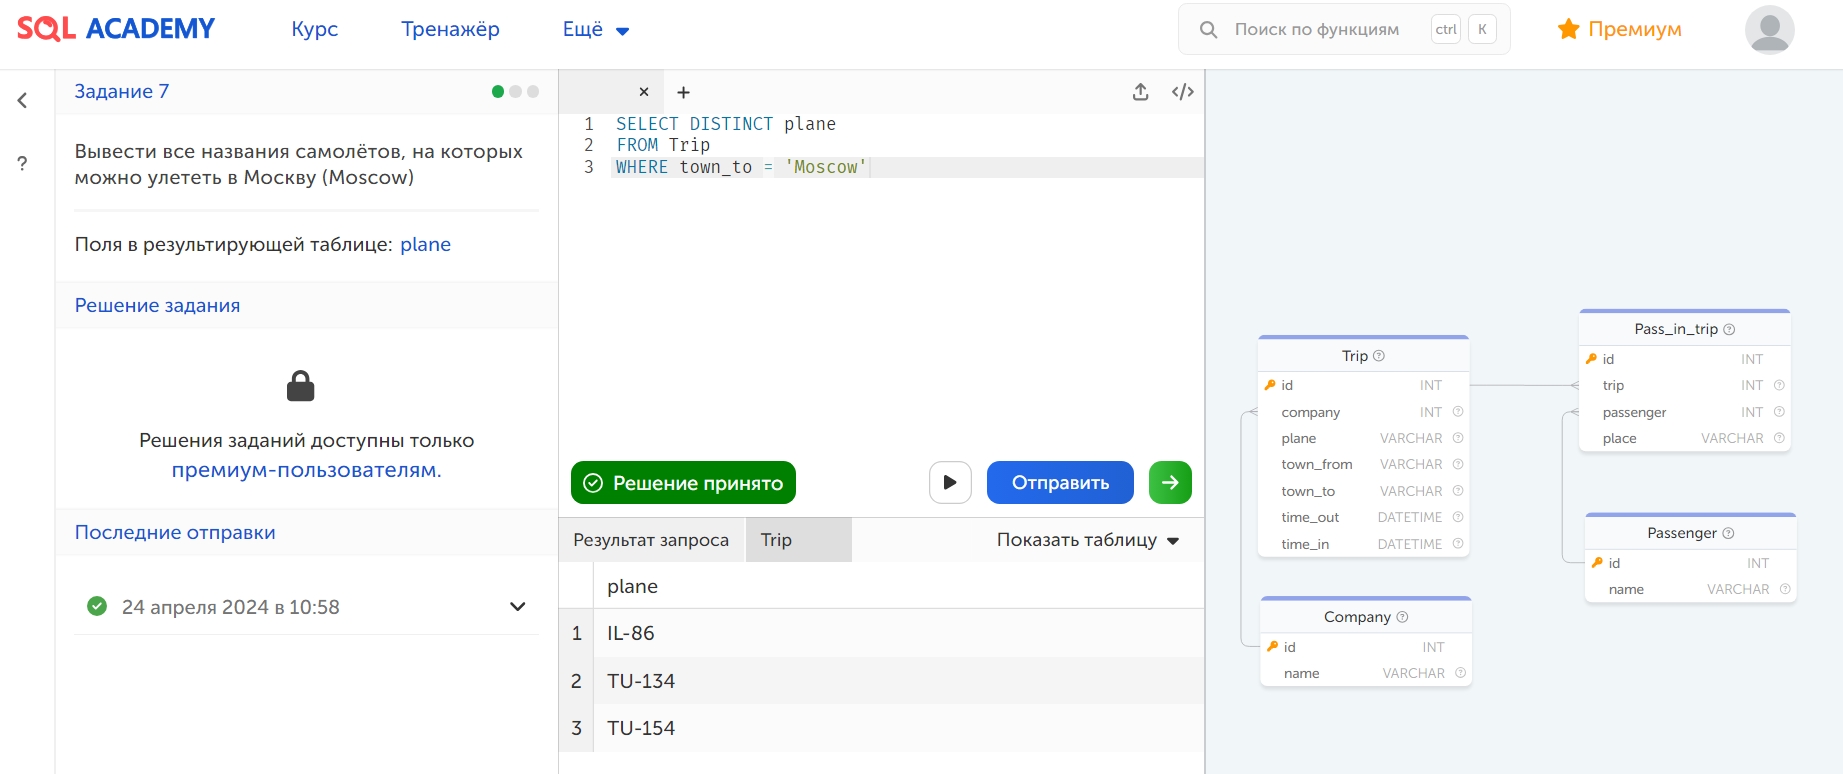 SQL ACADEMY
Курс
Тренажёр
Ещё
Поиск по функциям
ctrl
K
Премиум
Задание 7
Вывести все названия самолётов, на которых
можно улететь в Москву (Moscow)
Поля в результирующей таблице: plane
Решение задания
Решения заданий доступны только
премиум-пользователям.
Последние отправки
24 апреля 2024 в 10:58
?
× +
</>
1 SELECT DISTINCT plane
2 FROM Trip
3 WHERE town_to = 'Moscow'
Решение принято
Отправить
Результат запроса
Trip
Показать таблицу
plane
1 IL-86
2 TU-134
3 TU-154
Trip ?
id INT
company INT ?
plane VARCHAR ?
town_from VARCHAR ?
town_to VARCHAR ?
time_out DATETIME ?
time_in DATETIME ?
Company ?
id INT
name VARCHAR ?
Pass_in_trip ?
id INT
trip INT ?
passenger INT ?
place VARCHAR ?
Passenger ?
id INT
name VARCHAR ?